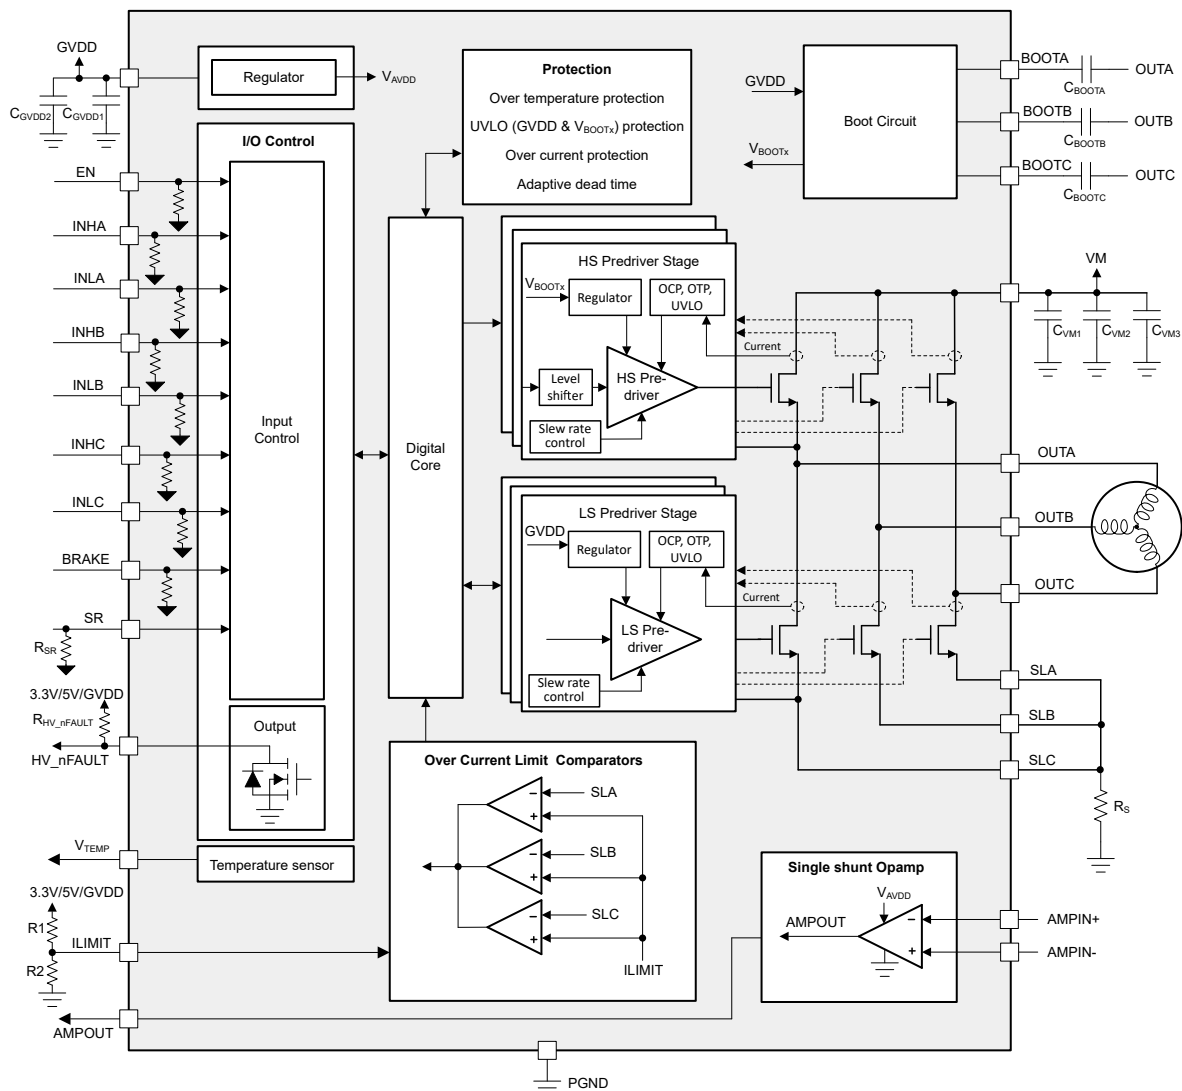 GVDD
CGVDD2
CGVDD1
Regulator
VAVDD
I/O Control
EN
INHA
INLA
INHB
INLB
INHC
INLC
BRAKE
SR
RSR
Input
Control
3.3V/5V/GVDD
RHV_nFAULT
HV_nFAULT
Output
VTEMP
Temperature sensor
3.3V/5V/GVDD
R1
ILIMIT
R2
AMPOUT
Digital
Core
Protection
Over temperature protection
UVLO (GVDD & VBOOTx) protection
Over current protection
Adaptive dead time
GVDD
VBOOTx
Boot Circuit
BOOTA
CBOOTA
OUTA
BOOTB
CBOOTB
OUTB
BOOTC
CBOOTC
OUTC
HS Predriver Stage
VBOOTx
Regulator
OCP, OTP,
UVLO
Current
Level
shifter
HS Pre-
driver
Slew rate
control
VM
CVM1
CVM2
CVM3
LS Predriver Stage
GVDD
Regulator
OCP, OTP,
UVLO
Current
LS Pre-
driver
Slew rate
control
OUTA
OUTB
OUTC
SLA
SLB
SLC
RS
Over Current Limit Comparators
−
SLA
+
−
SLB
+
−
SLC
+
ILIMIT
Single shunt Opamp
VAVDD
AMPOUT
−
+
AMPIN+
AMPIN-
PGND